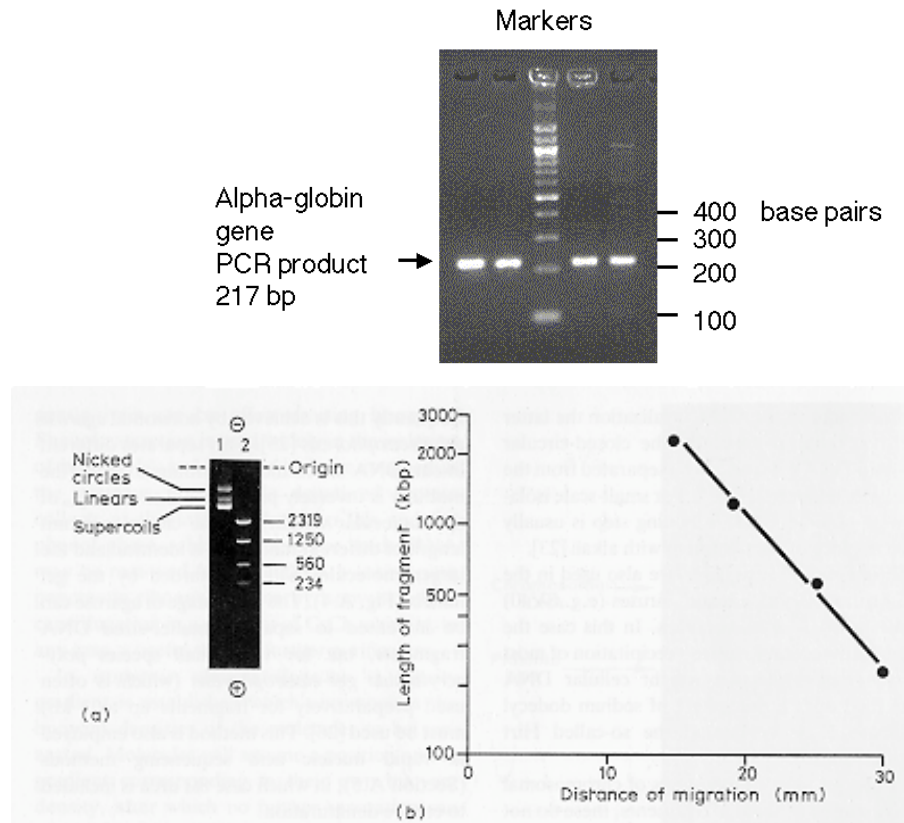 Markers
Alpha-globin
gene
PCR product
217 bp
400 base pairs
300
200
100
⊖
1 2
Origin
Nicked
circles
Linears
Supercoils
2319
1250
560
234
⊕
(a)
Length of fragment (kbp)
3000
2000
1000
500
100
0 10 20 30
Distance of migration (mm)
(b)